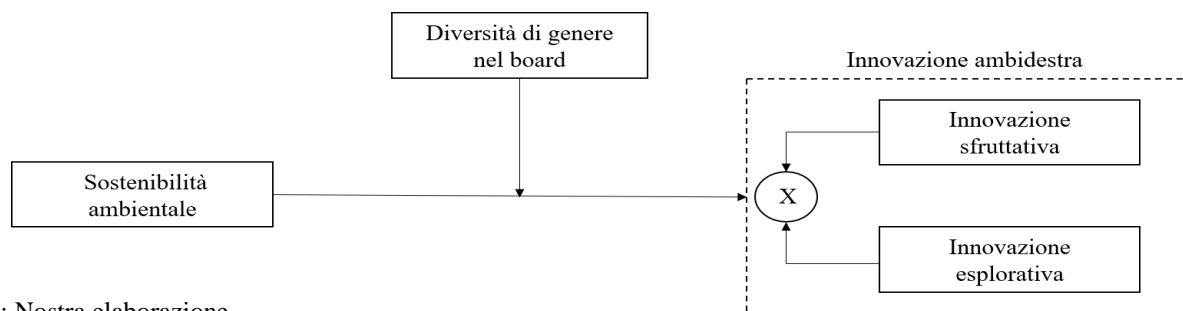 Diversità di genere
nel board
Innovazione ambidestra
Innovazione
sfruttativa
Sostenibilità
ambientale
X
Innovazione
esplorativa
: Nostra elaborazione